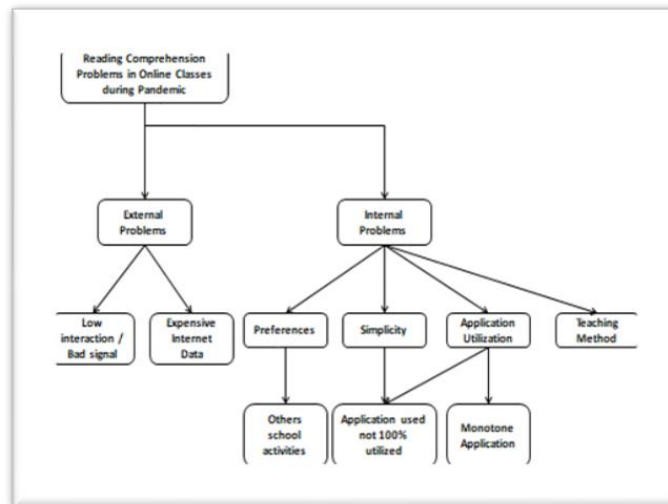 Reading Comprehension
Problems in Online Classes
during Pandemic
External
Problems
Internal
Problems
Low
interaction /
Bad signal
Expensive
Internet
Data
Preferences
Simplicity
Application
Utilization
Teaching
Method
Others
school
activities
Application used
not 100%
utilized
Monotone
Application